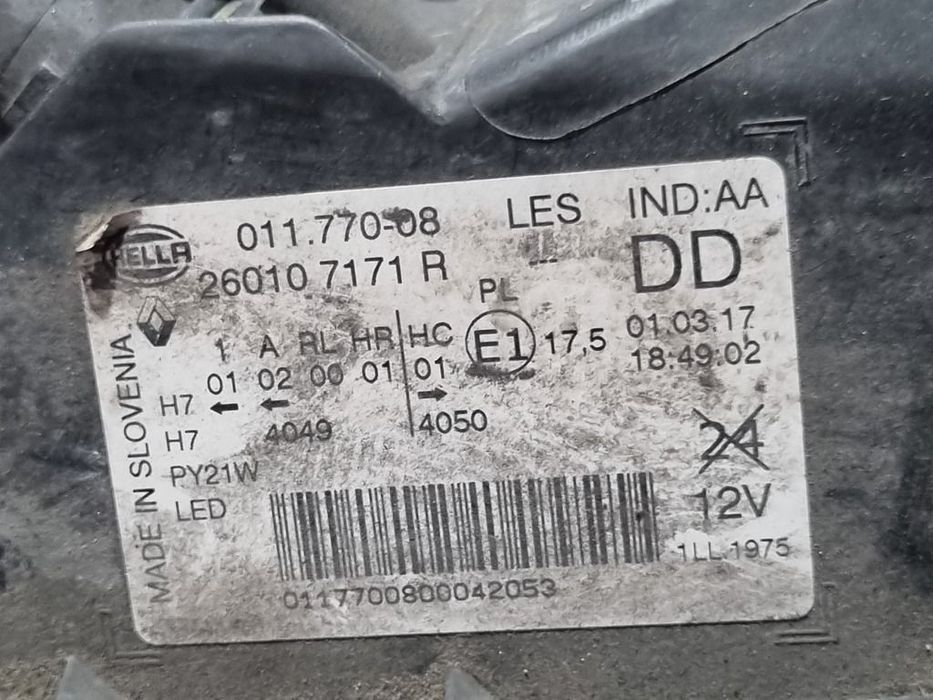 HELLA 011.770-08 LES IND:AA
26010 7171 R DD
PL
1 A RL HR HC E1 17,5 01.03.17
01 02 00 01 01 18:49:02
H7 ← ← →
H7 4049 4050 24
PY21W
LED 12V
1LL 1975
0117700800042053
MADE IN SLOVENIA